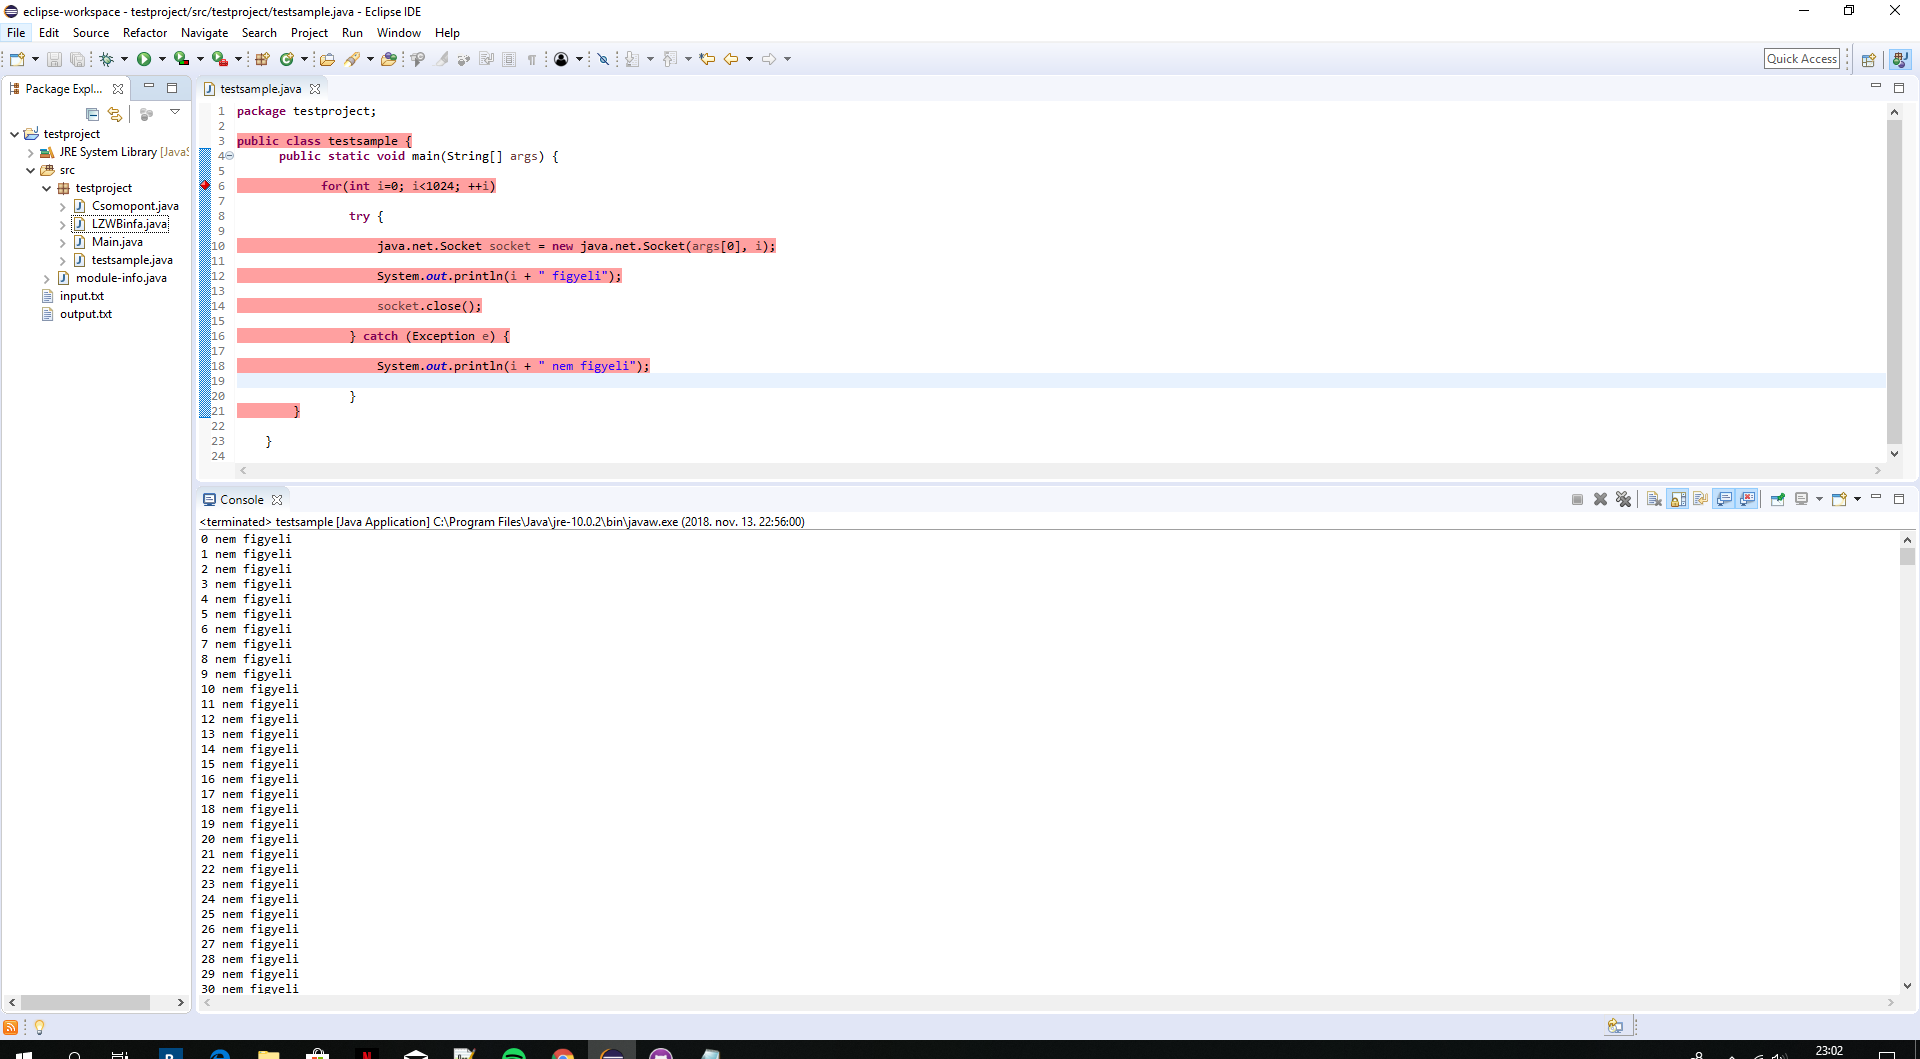 eclipse-workspace - testproject/src/testproject/testsample.java - Eclipse IDE
File Edit Source Refactor Navigate Search Project Run Window Help
Quick Access
Package Expl...
testproject
JRE System Library [JavaS
src
testproject
Csomopont.java
LZWBinfa.java
Main.java
testsample.java
module-info.java
input.txt
output.txt
testsample.java
1 package testproject;
2
3 public class testsample {
4 public static void main(String[] args) {
5
6 for(int i=0; i<1024; ++i)
7
8 try {
9
10 java.net.Socket socket = new java.net.Socket(args[0], i);
11
12 System.out.println(i + " figyeli");
13
14 socket.close();
15
16 } catch (Exception e) {
17
18 System.out.println(i + " nem figyeli");
19
20 }
21 }
22
23 }
24
Console
<terminated> testsample [Java Application] C:\Program Files\Java\jre-10.0.2\bin\javaw.exe (2018. nov. 13. 22:56:00)
0 nem figyeli
1 nem figyeli
2 nem figyeli
3 nem figyeli
4 nem figyeli
5 nem figyeli
6 nem figyeli
7 nem figyeli
8 nem figyeli
9 nem figyeli
10 nem figyeli
11 nem figyeli
12 nem figyeli
13 nem figyeli
14 nem figyeli
15 nem figyeli
16 nem figyeli
17 nem figyeli
18 nem figyeli
19 nem figyeli
20 nem figyeli
21 nem figyeli
22 nem figyeli
23 nem figyeli
24 nem figyeli
25 nem figyeli
26 nem figyeli
27 nem figyeli
28 nem figyeli
29 nem figyeli
30 nem figyeli
23:02